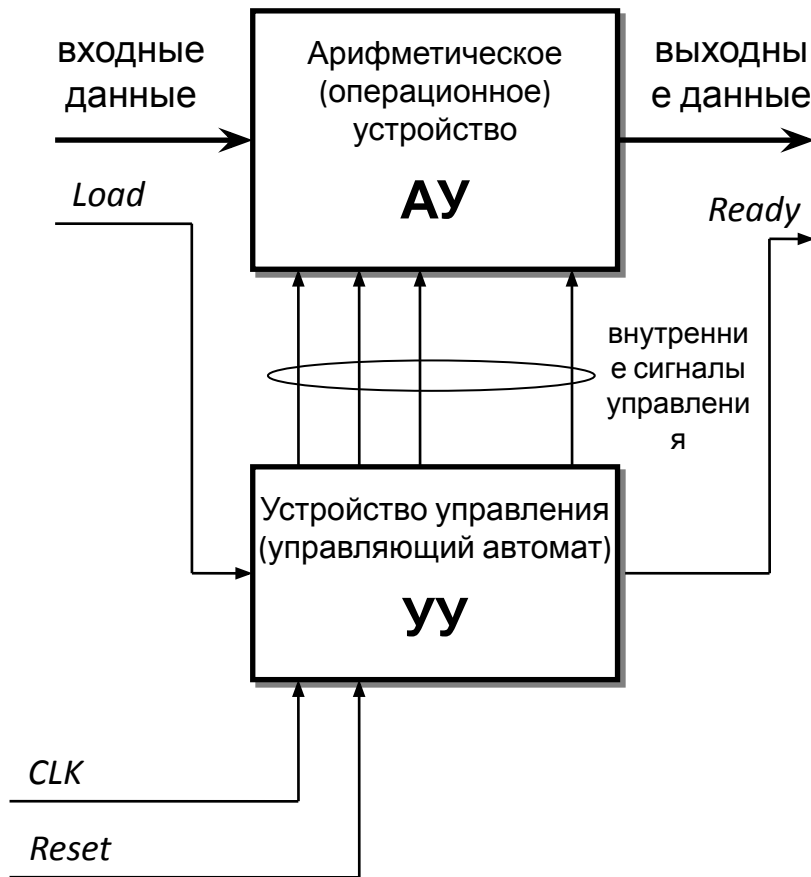 входные
данные
Арифметическое
(операционное)
устройство
АУ
выходны
е данные
Load
Ready
внутренни
е сигналы
управлени
я
Устройство управления
(управляющий автомат)
УУ
CLK
Reset